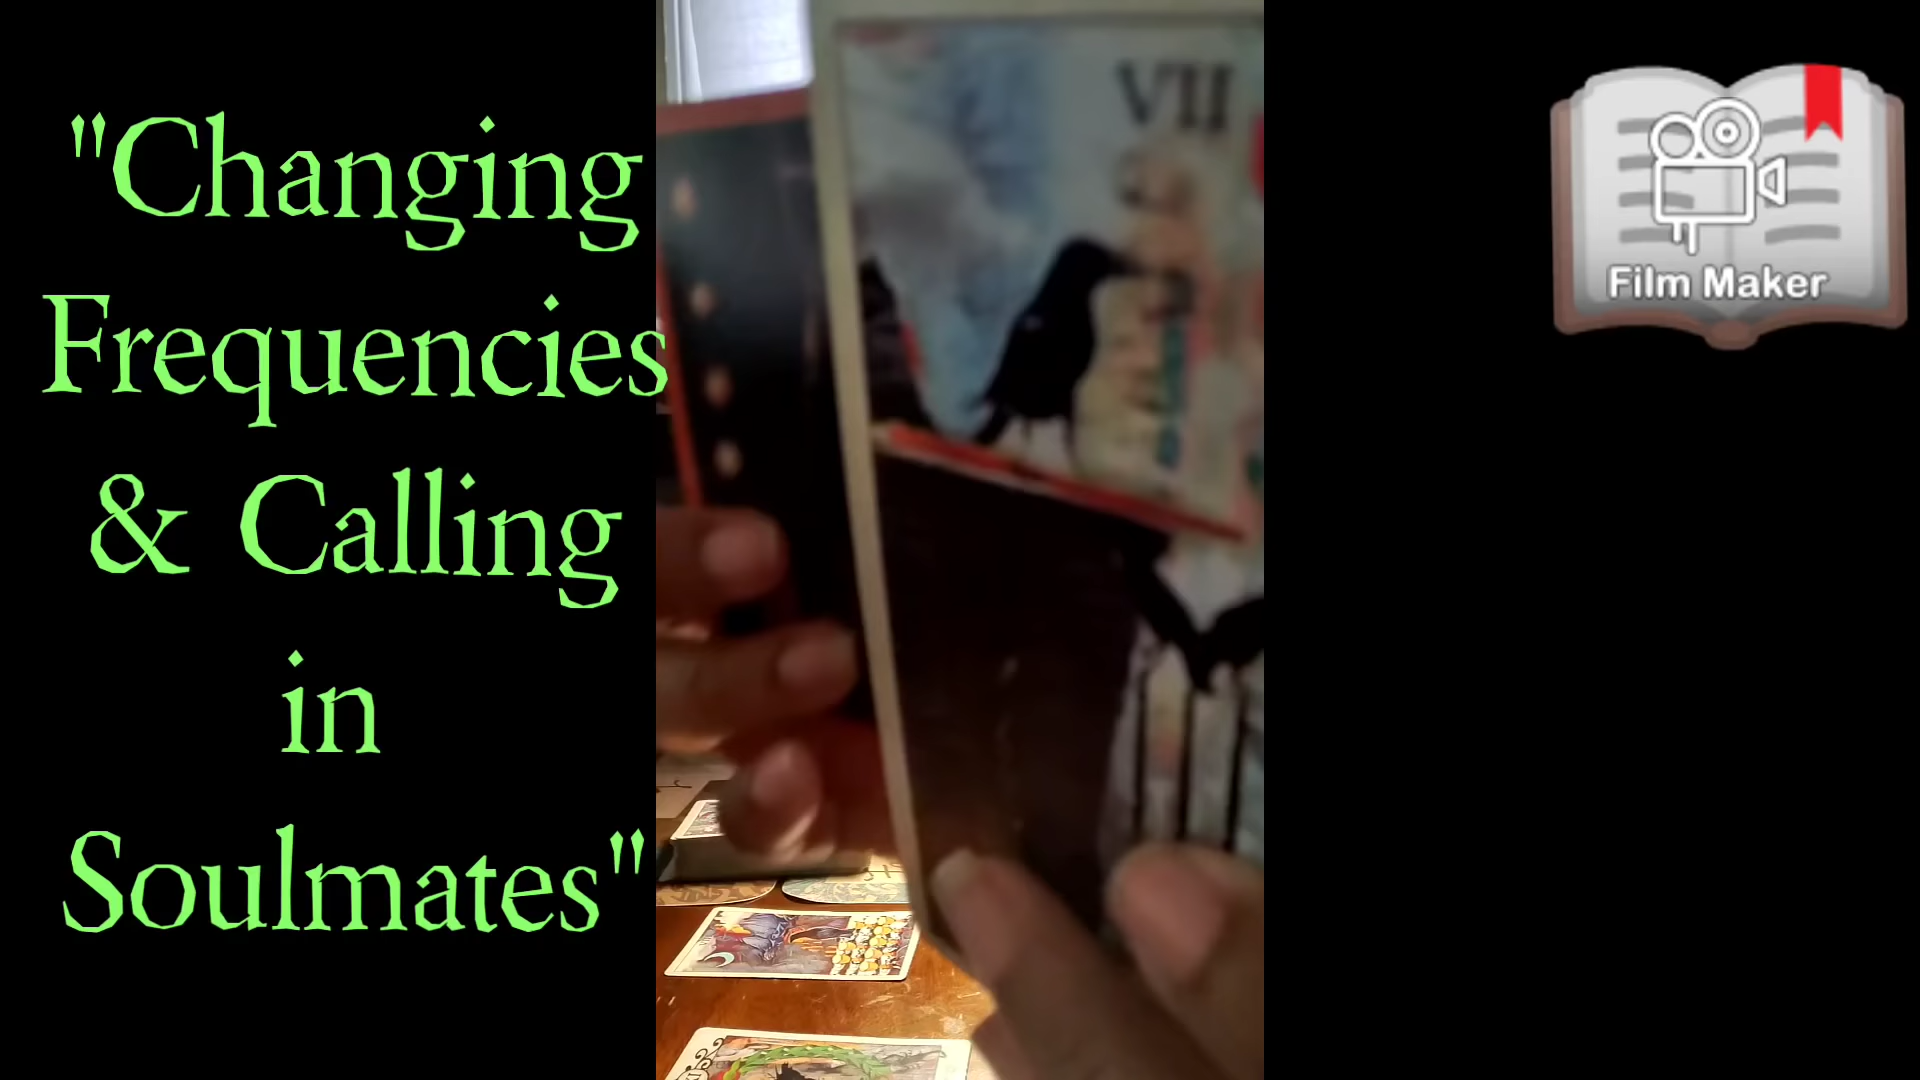 "Changing
Frequencies
& Calling
in
Soulmates"
VII
Film Maker